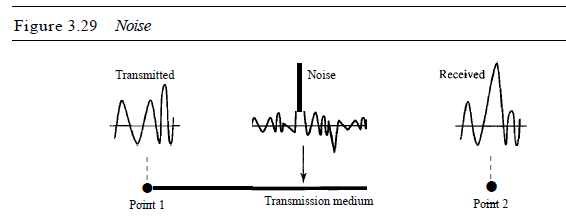 Figure 3.29 Noise
Transmitted
Noise
Received
Point 1
Transmission medium
Point 2